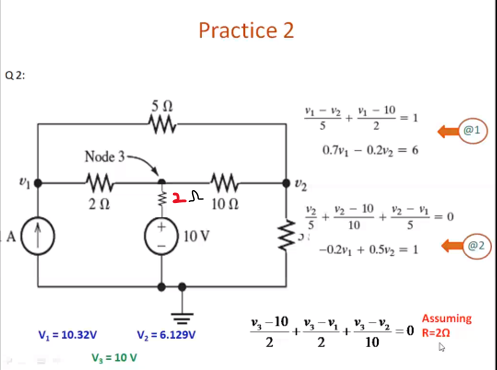 Practice 2
Q2:
5 Ω
v₁ − v₂ / 5 + v₁ − 10 / 2 = 1
@1
0.7v₁ − 0.2v₂ = 6
Node 3
v₁
v₂
2 Ω
2Ω
10 Ω
v₂ / 5 + v₂ − 10 / 10 + v₂ − v₁ / 5 = 0
A
+
−
10 V
−0.2v₁ + 0.5v₂ = 1
@2
v₃ −10 / 2 + v₃ − v₁ / 2 + v₃ − v₂ / 10 = 0
Assuming
R=2Ω
V₁ = 10.32V
V₂ = 6.129V
V₃ = 10 V